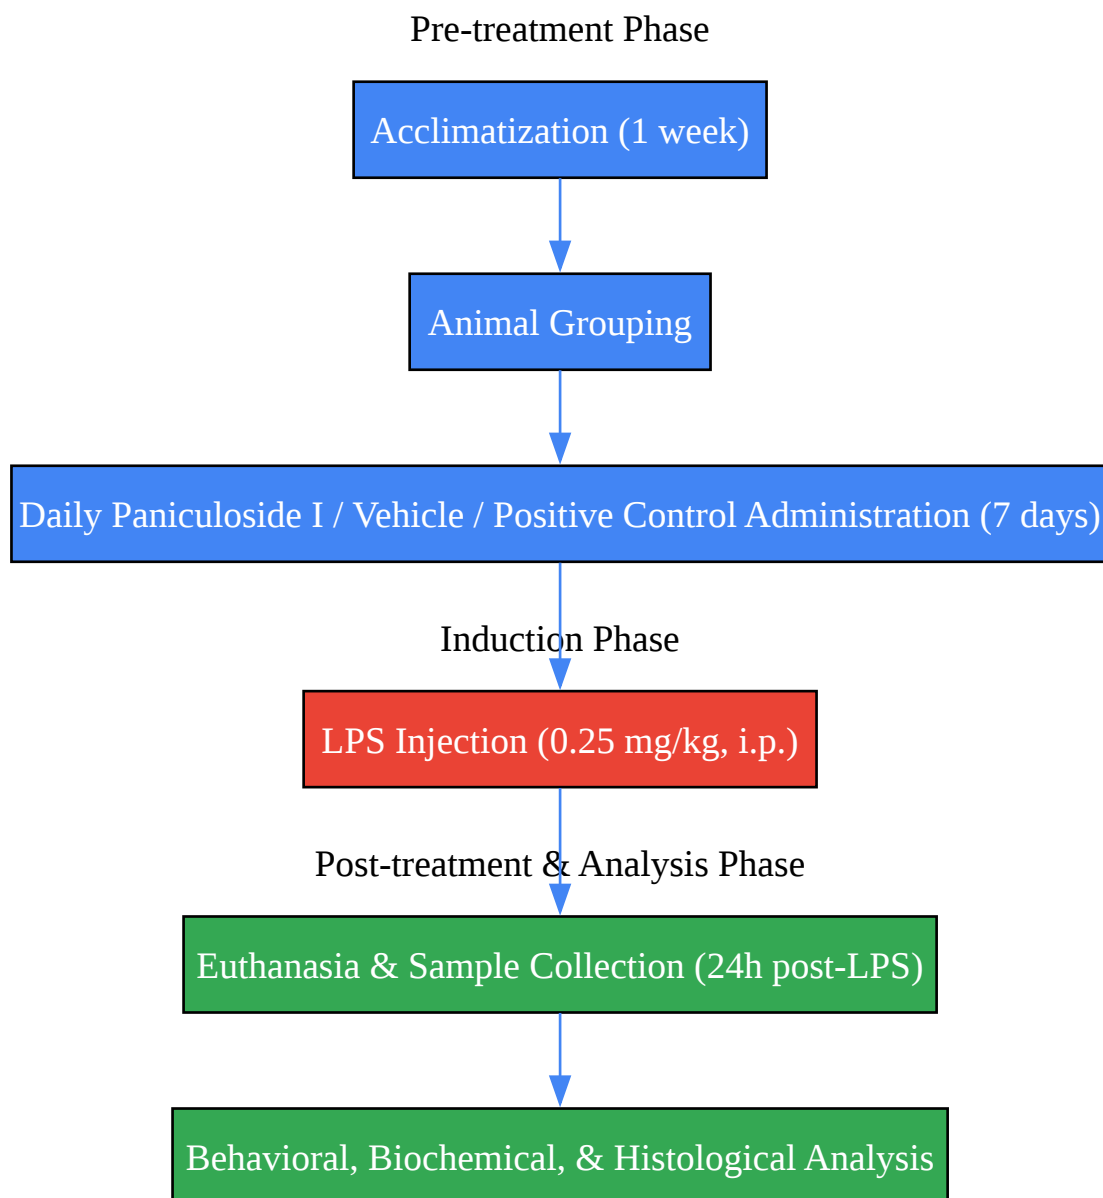 Pre-treatment Phase
Acclimatization (1 week)
Animal Grouping
Daily Paniculoside I / Vehicle / Positive Control Administration (7 days)
Induction Phase
LPS Injection (0.25 mg/kg, i.p.)
Post-treatment & Analysis Phase
Euthanasia & Sample Collection (24h post-LPS)
Behavioral, Biochemical, & Histological Analysis